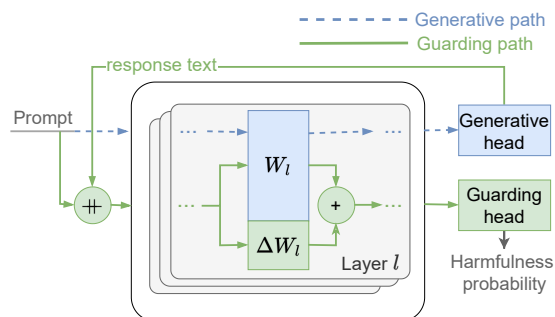 Generative path
Guarding path
response text
Prompt
...
...
Generative
head
W_l
...
+
...
Guarding
head
ΔW_l
Layer l
Harmfulness
probability